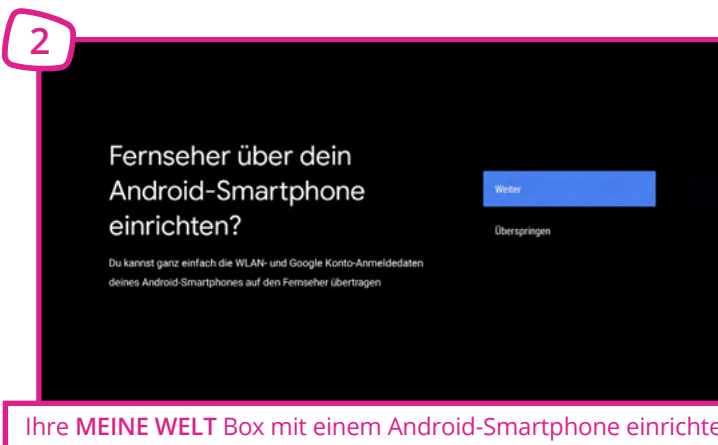 2
Fernseher über dein
Android-Smartphone
einrichten?
Du kannst ganz einfach die WLAN- und Google Konto-Anmeldedaten
deines Android-Smartphones auf den Fernseher übertragen
Weiter
Überspringen
Ihre MEINE WELT Box mit einem Android-Smartphone einrichte